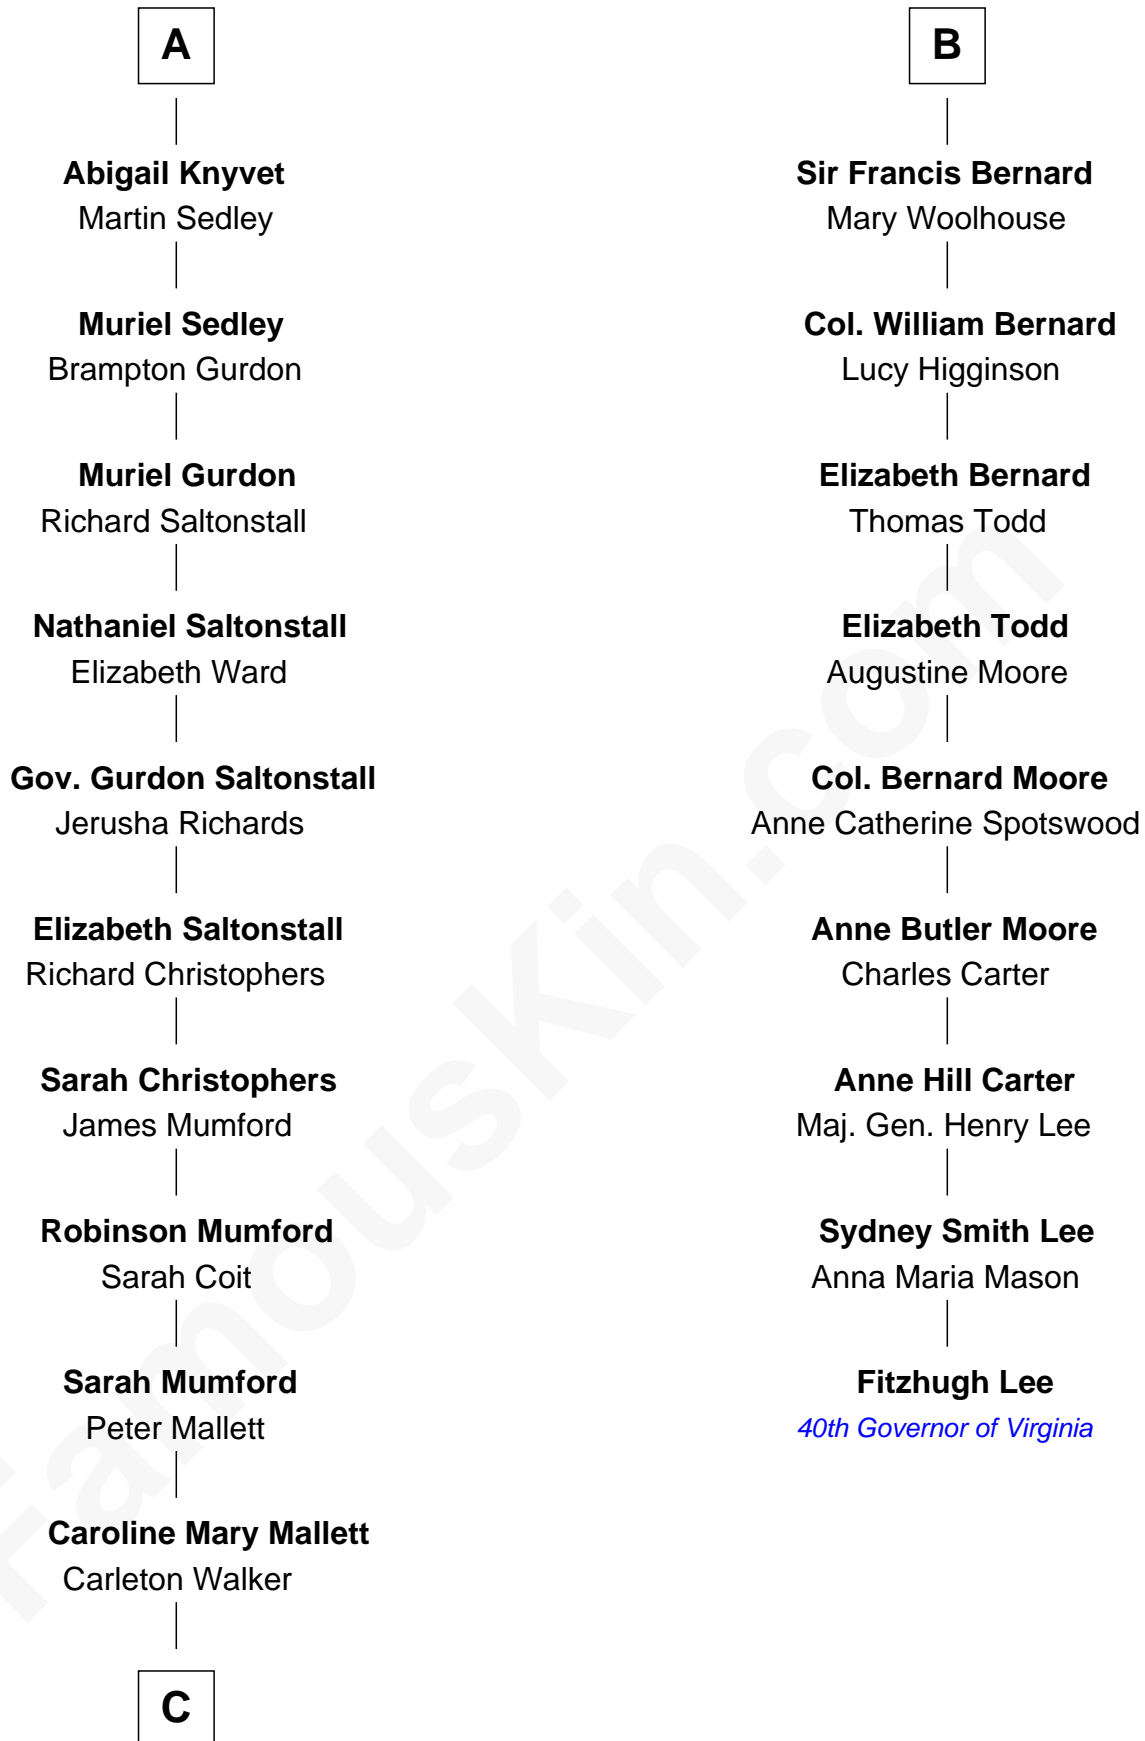 A
Abigail Knyvet
Martin Sedley
Muriel Sedley
Brampton Gurdon
Muriel Gurdon
Richard Saltonstall
Nathaniel Saltonstall
Elizabeth Ward
Gov. Gurdon Saltonstall
Jerusha Richards
Elizabeth Saltonstall
Richard Christophers
Sarah Christophers
James Mumford
Robinson Mumford
Sarah Coit
Sarah Mumford
Peter Mallett
Caroline Mary Mallett
Carleton Walker
C
B
Sir Francis Bernard
Mary Woolhouse
Col. William Bernard
Lucy Higginson
Elizabeth Bernard
Thomas Todd
Elizabeth Todd
Augustine Moore
Col. Bernard Moore
Anne Catherine Spotswood
Anne Butler Moore
Charles Carter
Anne Hill Carter
Maj. Gen. Henry Lee
Sydney Smith Lee
Anna Maria Mason
Fitzhugh Lee
40th Governor of Virginia
FamousKin.com